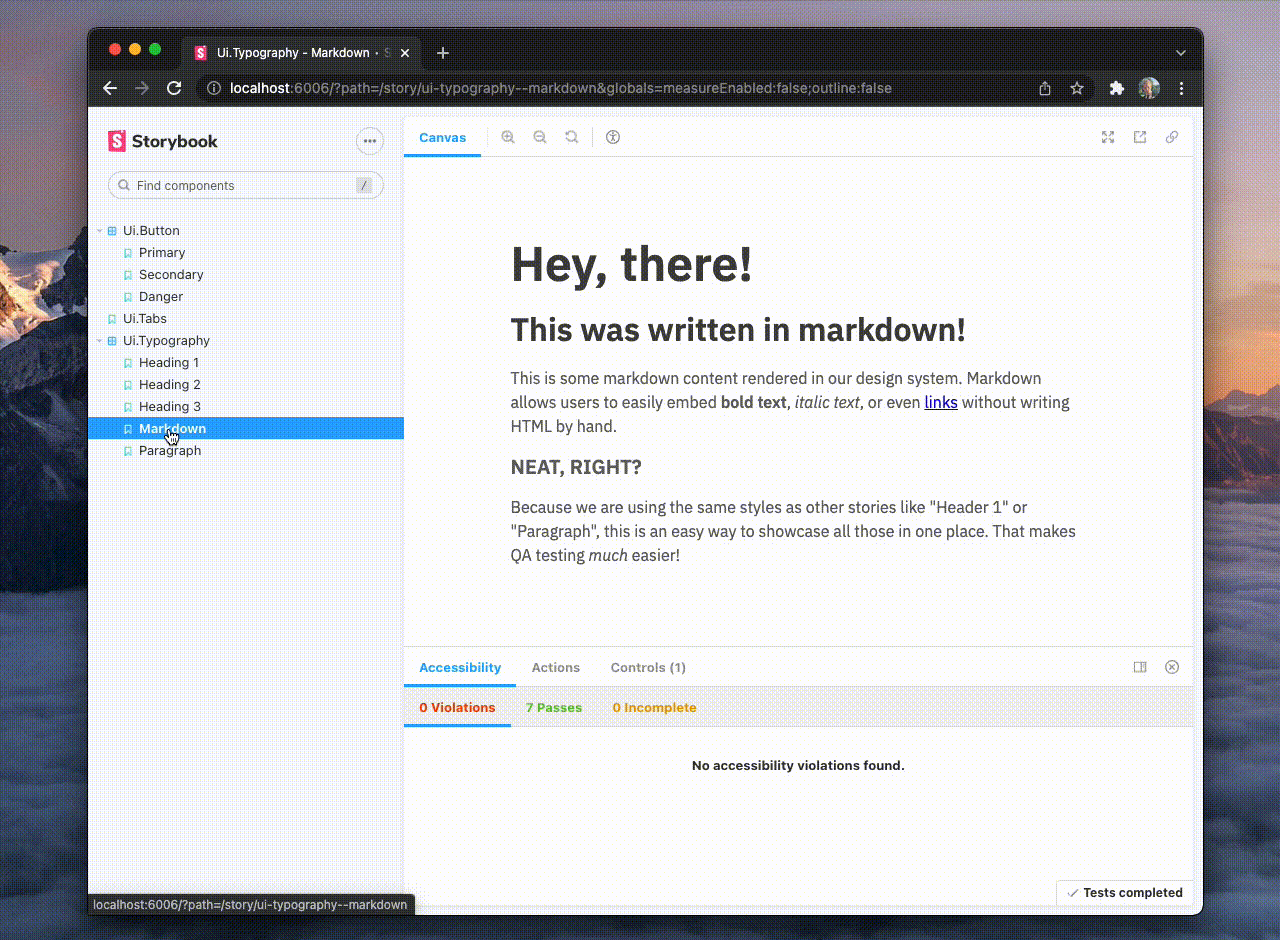 Ui.Typography - Markdown · S
localhost:6006/?path=/story/ui-typography--markdown&globals=measureEnabled:false;outline:false
S Storybook
Find components /
Ui.Button
Primary
Secondary
Danger
Ui.Tabs
Ui.Typography
Heading 1
Heading 2
Heading 3
Markdown
Paragraph
Canvas
Hey, there!
This was written in markdown!
This is some markdown content rendered in our design system. Markdown
allows users to easily embed bold text, italic text, or even links without writing
HTML by hand.
NEAT, RIGHT?
Because we are using the same styles as other stories like "Header 1" or
"Paragraph", this is an easy way to showcase all those in one place. That makes
QA testing much easier!
Accessibility Actions Controls (1)
0 Violations 7 Passes 0 Incomplete
No accessibility violations found.
Tests completed
localhost:6006/?path=/story/ui-typography--markdown